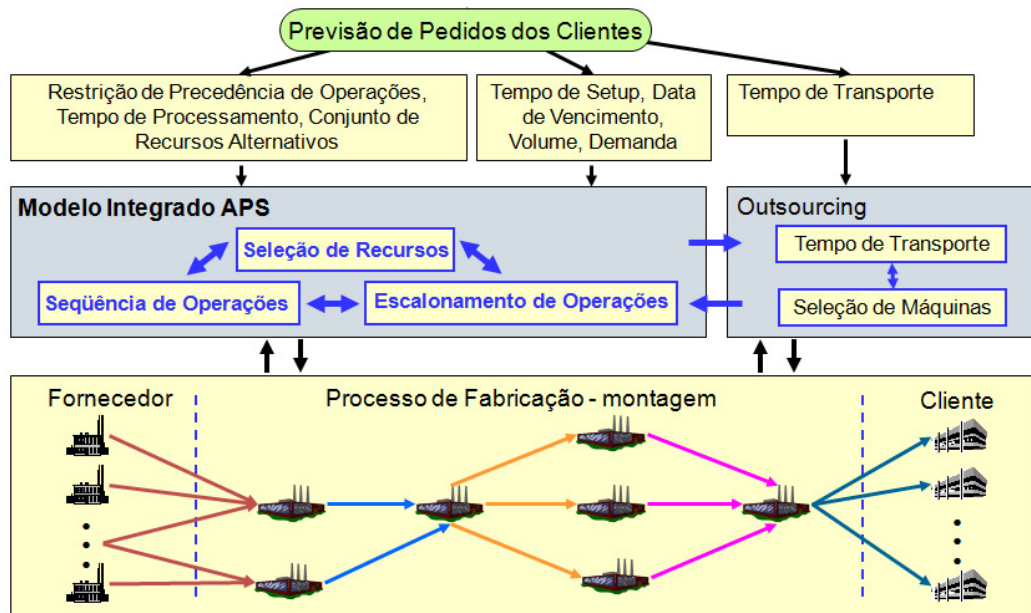 Previsão de Pedidos dos Clientes
Restrição de Precedência de Operações,
Tempo de Processamento, Conjunto de
Recursos Alternativos
Tempo de Setup, Data
de Vencimento,
Volume, Demanda
Tempo de Transporte
Modelo Integrado APS
Seleção de Recursos
Seqüência de Operações
Escalonamento de Operações
Outsourcing
Tempo de Transporte
Seleção de Máquinas
Fornecedor
Processo de Fabricação - montagem
Cliente